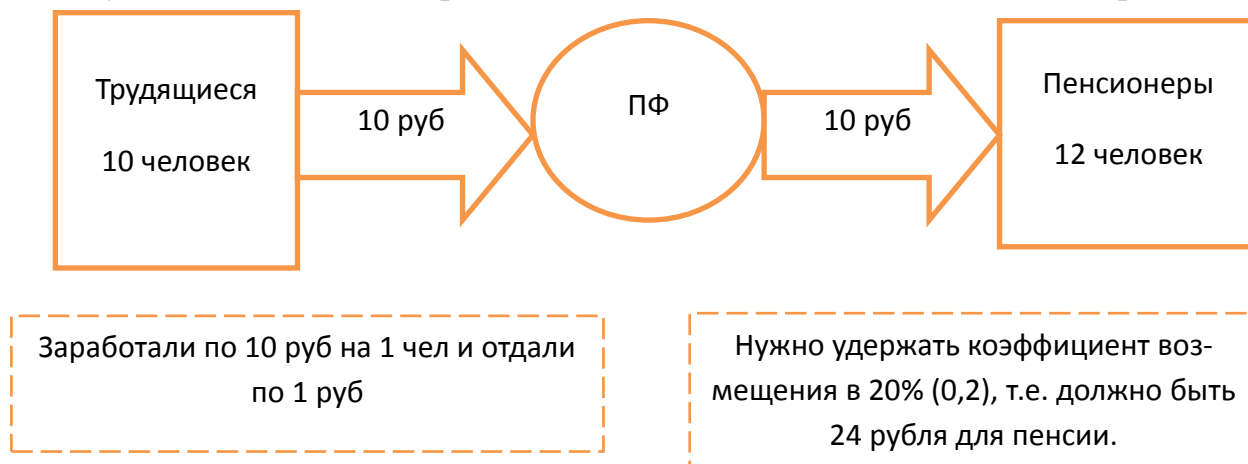 Трудящиеся
10 человек
10 руб
ПФ
10 руб
Пенсионеры
12 человек
Заработали по 10 руб на 1 чел и отдали
по 1 руб
Нужно удержать коэффициент воз-
мещения в 20% (0,2), т.е. должно быть
24 рубля для пенсии.